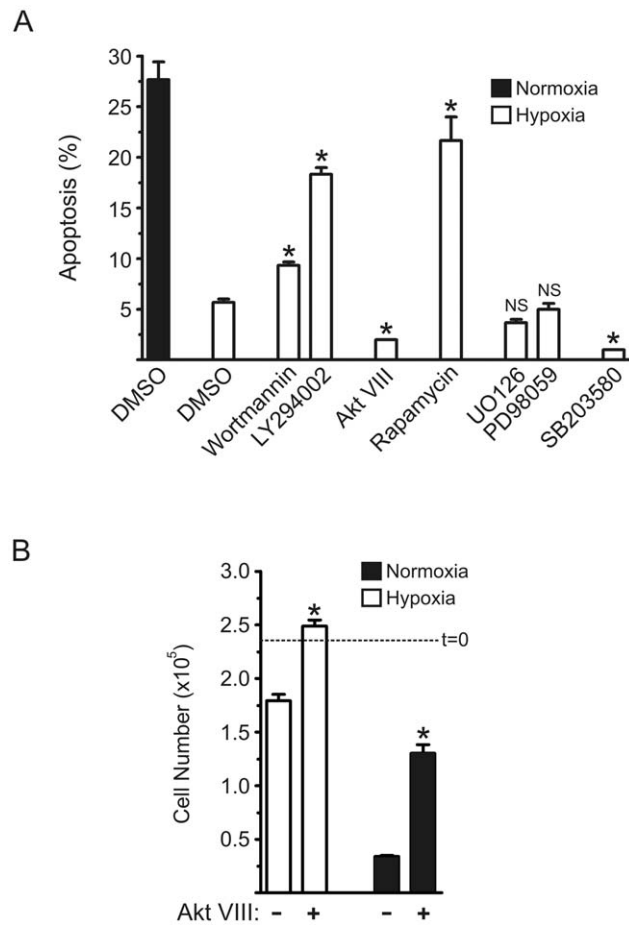 A
30
25
20
15
10
5
Apoptosis (%)
Normoxia
Hypoxia
*
*
*
*
NS
NS
*
DMSO
DMSO
Wortmannin
LY294002
Akt VIII
Rapamycin
UO126
PD98059
SB203580
B
3.0
2.5
2.0
1.5
1.0
0.5
Cell Number (x10⁵)
Normoxia
Hypoxia
*
t=0
*
Akt VIII: - + - +